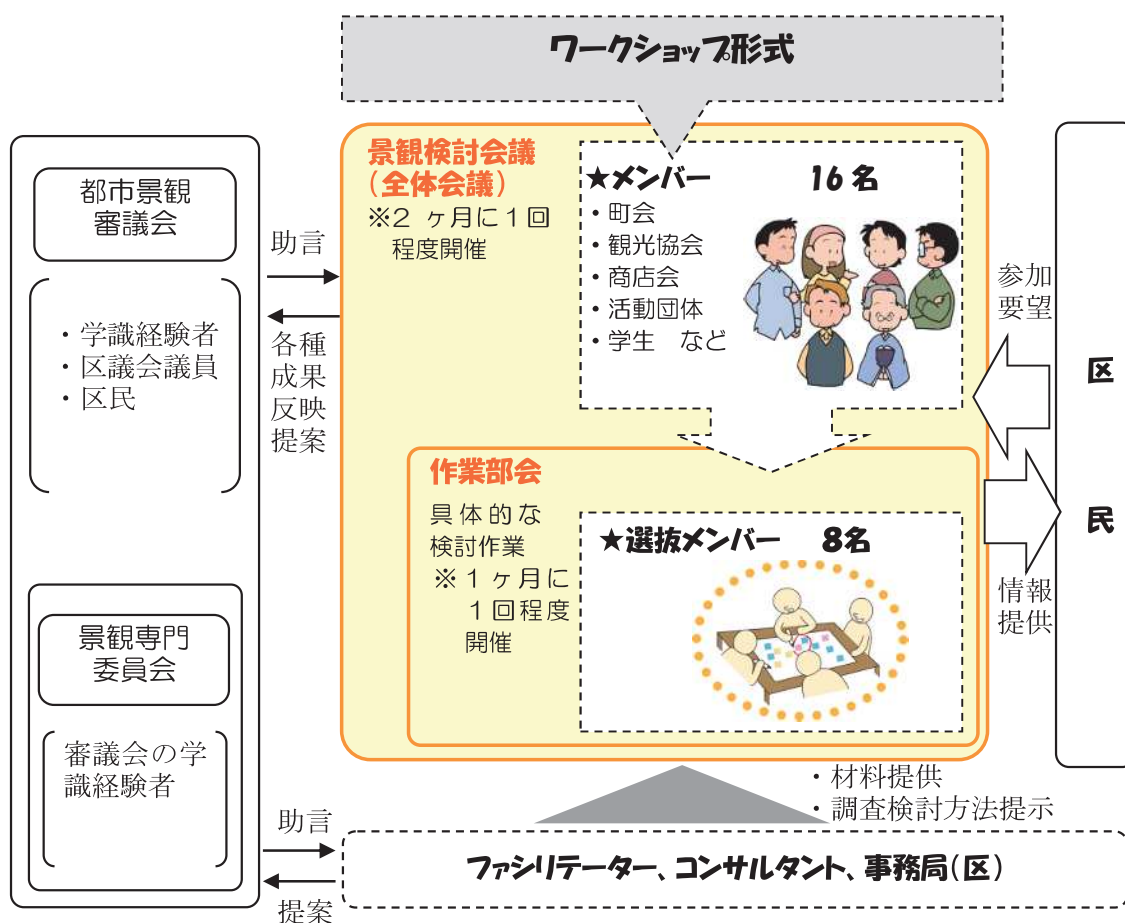 ワークショップ形式
都市景観
審議会
・学識経験者
・区議会議員
・区民
助言
各種
成果
反映
提案
景観検討会議
(全体会議)
※2 ヶ月に1回
程度開催
★メンバー 16名
・町会
・観光協会
・商店会
・活動団体
・学生 など
参加
要望
区
民
作業部会
具体的な
検討作業
※1ヶ月に
1回程度
開催
★選抜メンバー 8名
情報
提供
景観専門
委員会
審議会の学
識経験者
・材料提供
・調査検討方法提示
助言
提案
ファシリテーター、コンサルタント、事務局(区)